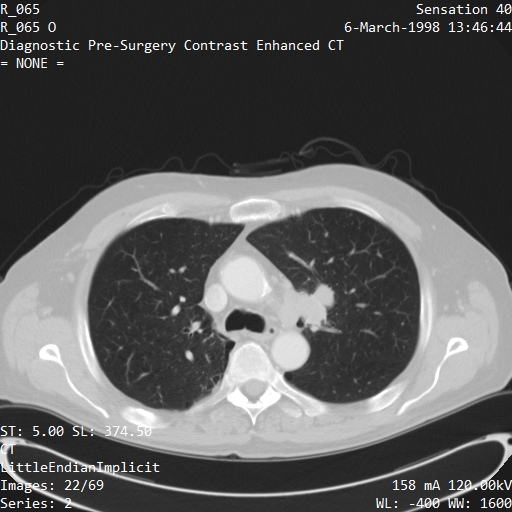 R_065
Sensation 40
R_065 O
6-March-1998 13:46:44
Diagnostic Pre-Surgery Contrast Enhanced CT
= NONE =
ST: 5.00 SL: 374.50
CT
LittleEndianImplicit
Images: 22/69
158 mA 120.00kV
Series: 2
WL: -400 WW: 1600